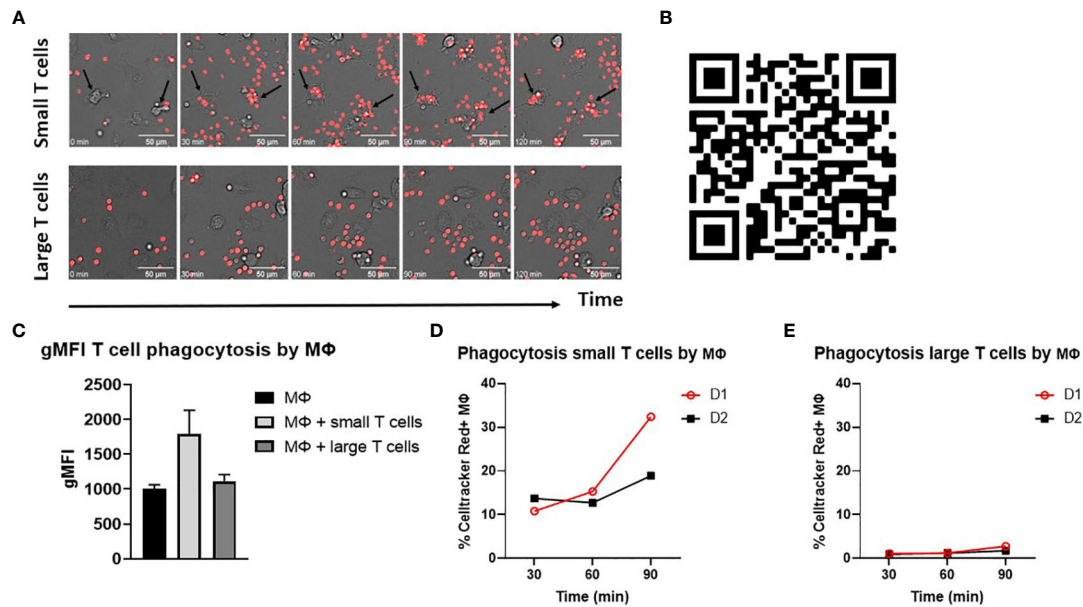 A
Small T cells
0 min
50 µm
30 min
50 µm
60 min
50 µm
90 min
50 µm
120 min
50 µm
Large T cells
0 min
50 µm
30 min
50 µm
60 min
50 µm
90 min
50 µm
120 min
50 µm
Time
B
C
gMFI T cell phagocytosis by MΦ
gMFI
2500
2000
1500
1000
500
0
MΦ
MΦ + small T cells
MΦ + large T cells
D
Phagocytosis small T cells by MΦ
% Celltracker Red+ MΦ
40
30
20
10
0
30 60 90
Time (min)
D1
D2
E
Phagocytosis large T cells by MΦ
% Celltracker Red+ MΦ
40
30
20
10
0
30 60 90
Time (min)
D1
D2